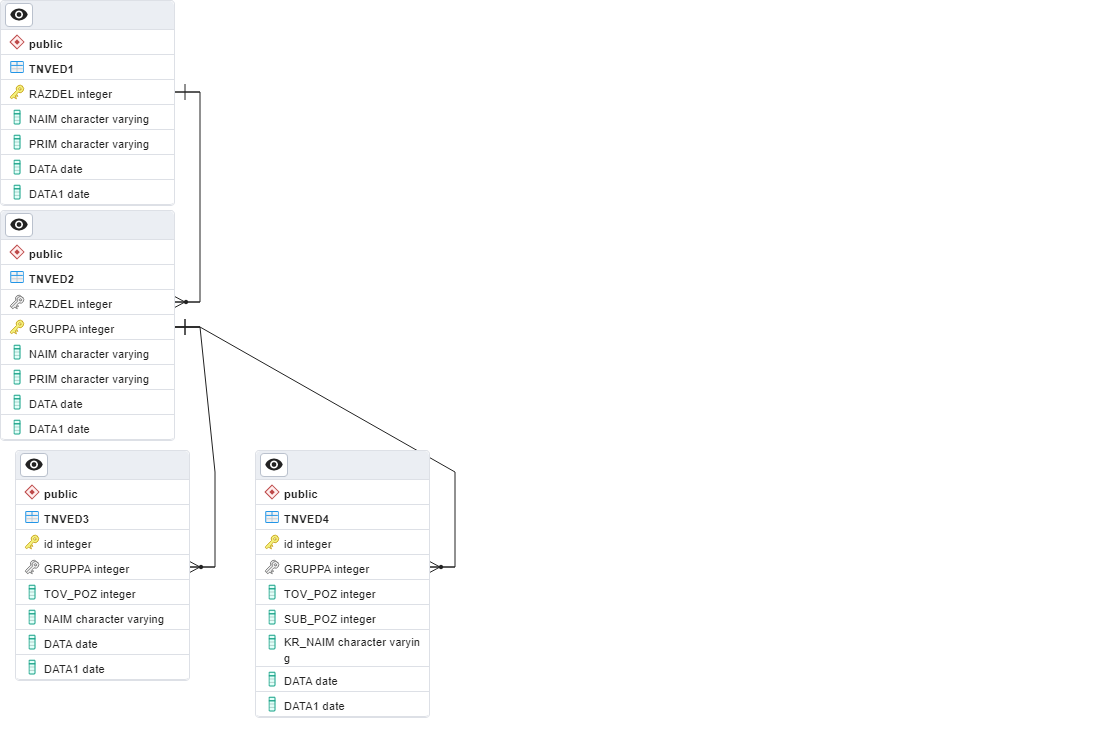 public
TNVED1
RAZDEL integer
NAIM character varying
PRIM character varying
DATA date
DATA1 date
public
TNVED2
RAZDEL integer
GRUPPA integer
NAIM character varying
PRIM character varying
DATA date
DATA1 date
public
TNVED3
id integer
GRUPPA integer
TOV_POZ integer
NAIM character varying
DATA date
DATA1 date
public
TNVED4
id integer
GRUPPA integer
TOV_POZ integer
SUB_POZ integer
KR_NAIM character varyin
g
DATA date
DATA1 date